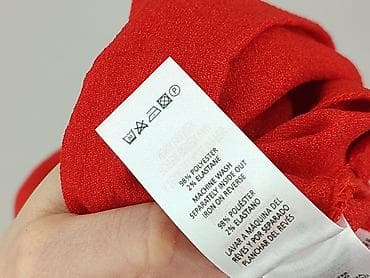 98% POLYESTER
2% ELASTANE
MACHINE WASH
SEPARATELY INSIDE OUT
IRON ON REVERSE
98% POLIÉSTER
2% ELASTANO
LAVAR A MÁQUINA DEL
REVÉS Y POR SEPARADO
PLANCHAR DEL REVÉS